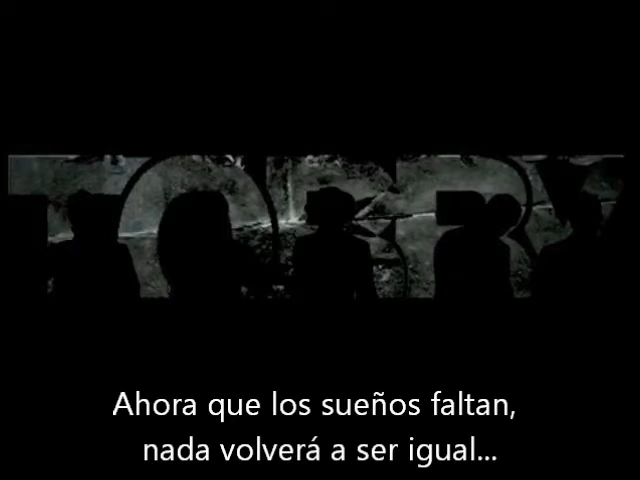 Ahora que los sueños faltan,
nada volverá a ser igual...